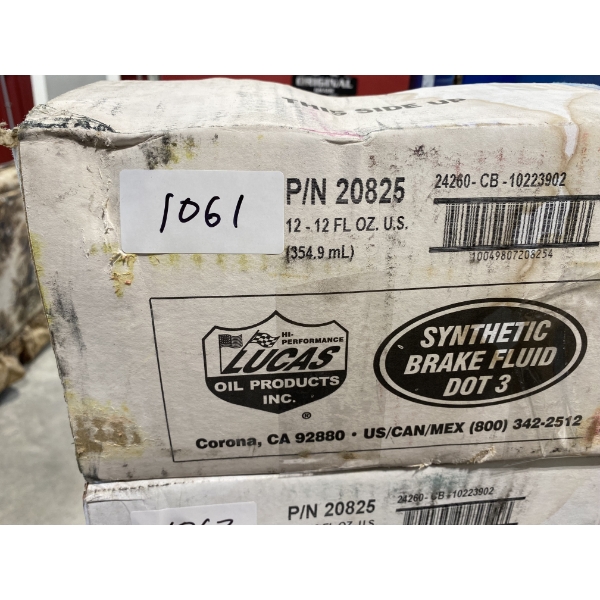 ORIGINAL
THIS SIDE UP
1061
P/N 20825
12 - 12 FL OZ. U.S.
(354.9 mL)
24260- CB -10223902
10049807208254
HI-
PERFORMANCE
LUCAS
OIL PRODUCTS
INC.
®
SYNTHETIC
BRAKE FLUID
DOT 3
Corona, CA 92880 • US/CAN/MEX (800) 342-2512
P/N 20825
24260- CB -10223902